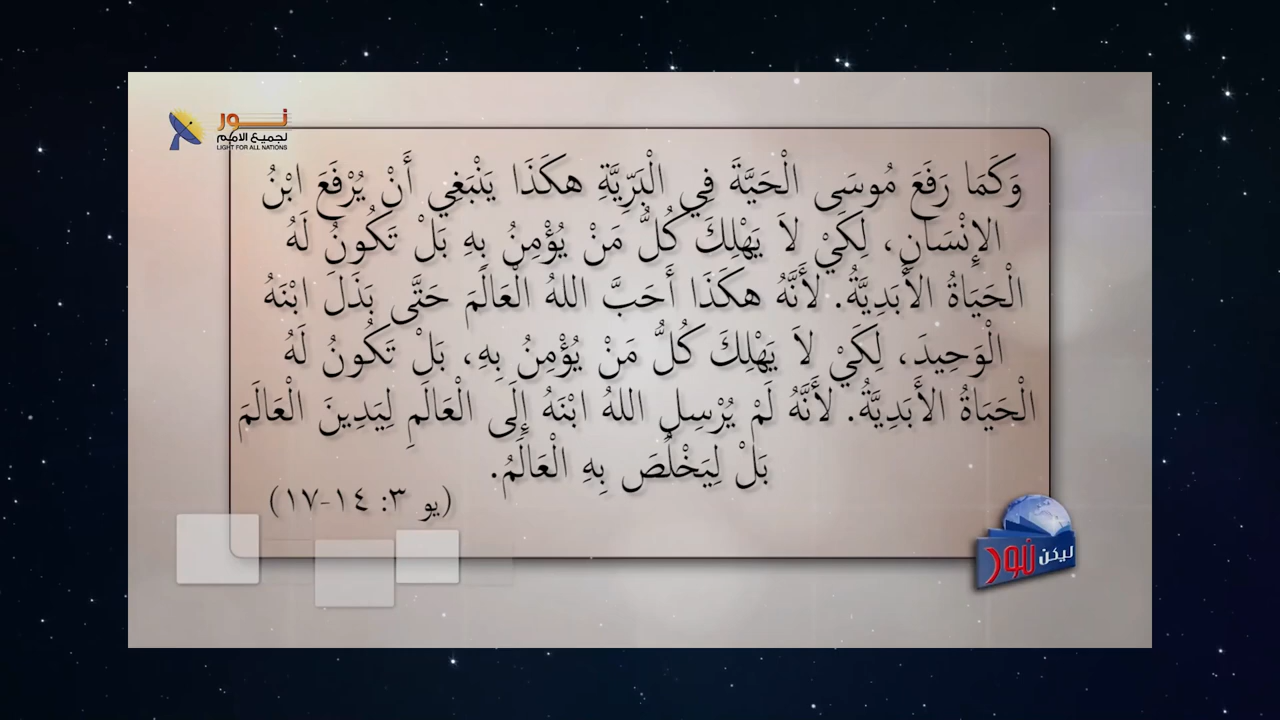 نور
لجميع الامم
LIGHT FOR ALL NATIONS
وَكَمَا رَفَعَ مُوسَى الْحَيَّةَ فِي الْبَرِّيَّةِ هكَذَا يَنْبَغِي أَنْ يُرْفَعَ ابْنُ
الإِنْسَانِ، لِكَيْ لاَ يَهْلِكَ كُلُّ مَنْ يُؤْمِنُ بِهِ بَلْ تَكُونُ لَهُ
الْحَيَاةُ الأَبَدِيَّةُ. لأَنَّهُ هكَذَا أَحَبَّ اللهُ الْعَالَمَ حَتَّى بَذَلَ ابْنَهُ
الْوَحِيدَ، لِكَيْ لاَ يَهْلِكَ كُلُّ مَنْ يُؤْمِنُ بِهِ، بَلْ تَكُونُ لَهُ
الْحَيَاةُ الأَبَدِيَّةُ. لأَنَّهُ لَمْ يُرْسِلِ اللهُ ابْنَهُ إِلَى الْعَالَمِ لِيَدِينَ الْعَالَمَ
بَلْ لِيَخْلُصَ بِهِ الْعَالَمُ.
(يو ٣: ١٤-١٧)
ليكن نور